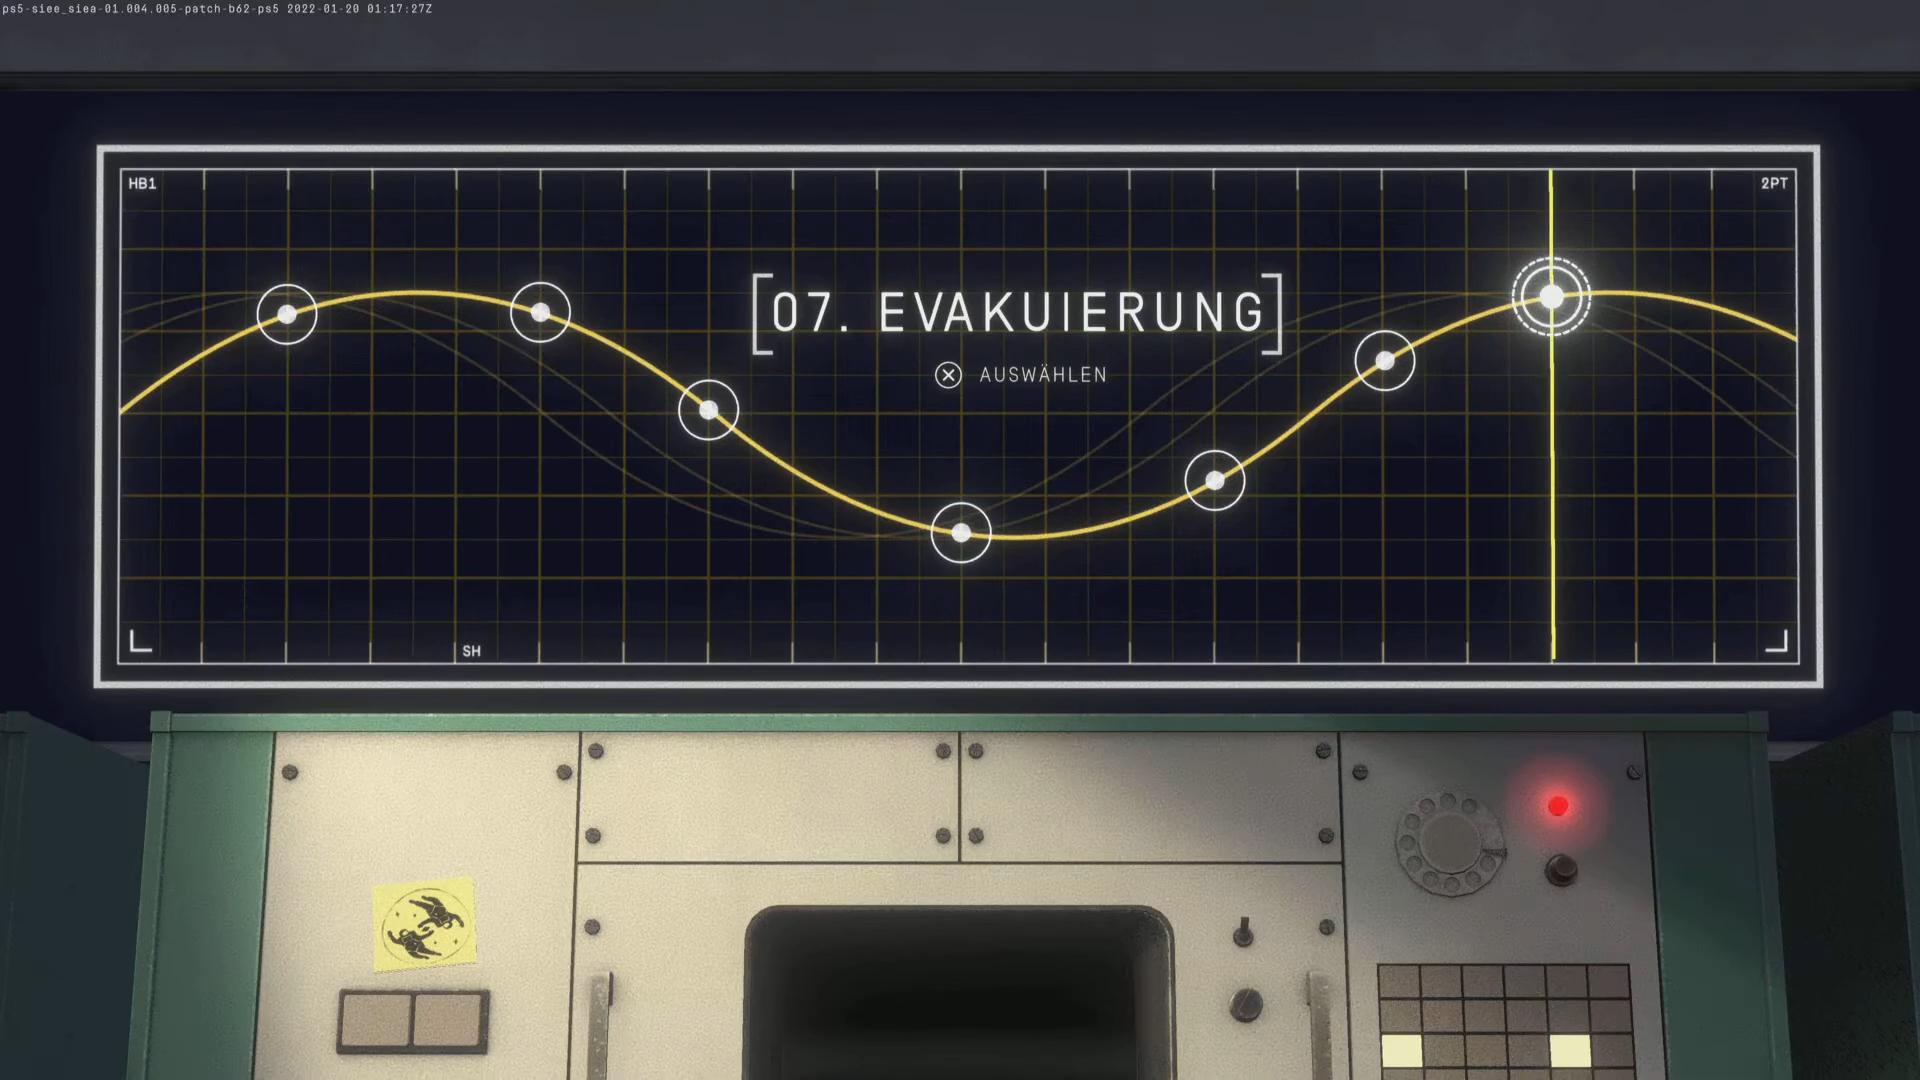 ps5-siee_siea-01.004.005-patch-b62-ps5 2022-01-20 01:17:27Z
HB1
2PT
[07. EVAKUIERUNG]
AUSWÄHLEN
SH